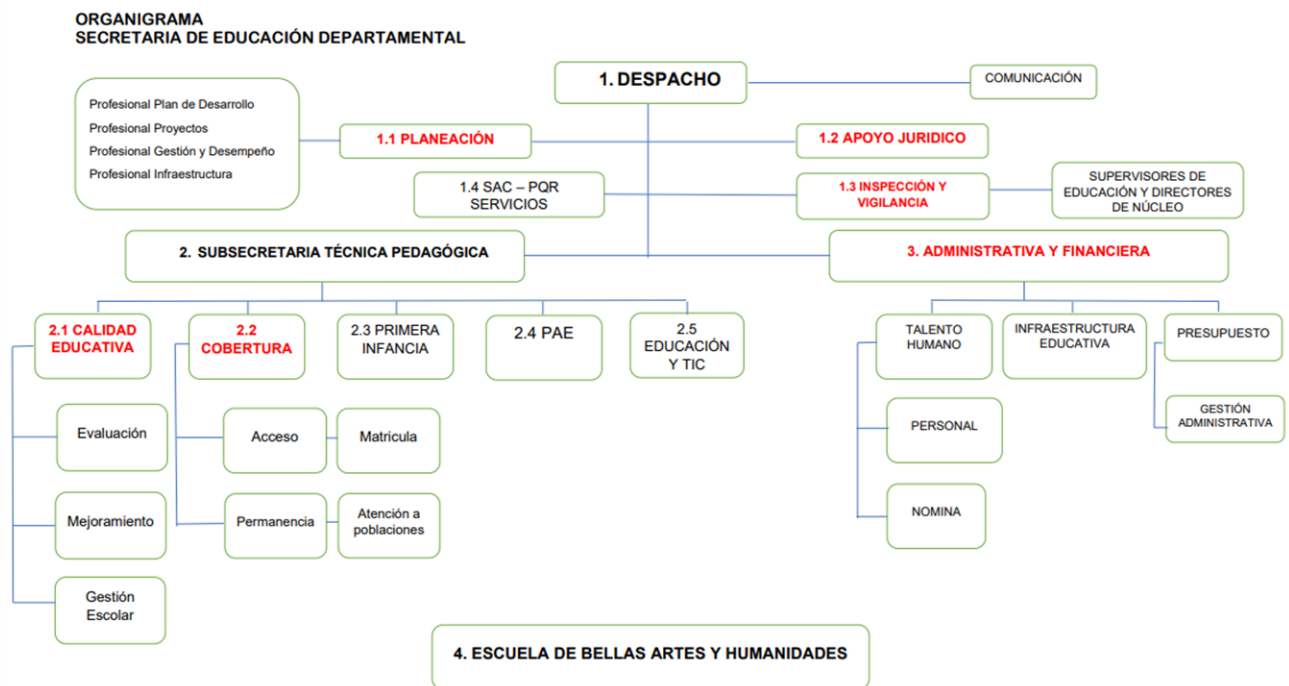 ORGANIGRAMA
SECRETARIA DE EDUCACIÓN DEPARTAMENTAL
1. DESPACHO
COMUNICACIÓN
Profesional Plan de Desarrollo
Profesional Proyectos
Profesional Gestión y Desempeño
Profesional Infraestructura
1.1 PLANEACIÓN
1.2 APOYO JURIDICO
1.4 SAC – PQR
SERVICIOS
1.3 INSPECCIÓN Y
VIGILANCIA
SUPERVISORES DE
EDUCACIÓN Y DIRECTORES
DE NÚCLEO
2. SUBSECRETARIA TÉCNICA PEDAGÓGICA
3. ADMINISTRATIVA Y FINANCIERA
2.1 CALIDAD
EDUCATIVA
2.2
COBERTURA
2.3 PRIMERA
INFANCIA
2.4 PAE
2.5
EDUCACIÓN
Y TIC
TALENTO
HUMANO
INFRAESTRUCTURA
EDUCATIVA
PRESUPUESTO
Evaluación
Acceso
Matricula
PERSONAL
GESTIÓN
ADMINISTRATIVA
Mejoramiento
Permanencia
Atención a
poblaciones
NOMINA
Gestión
Escolar
4. ESCUELA DE BELLAS ARTES Y HUMANIDADES